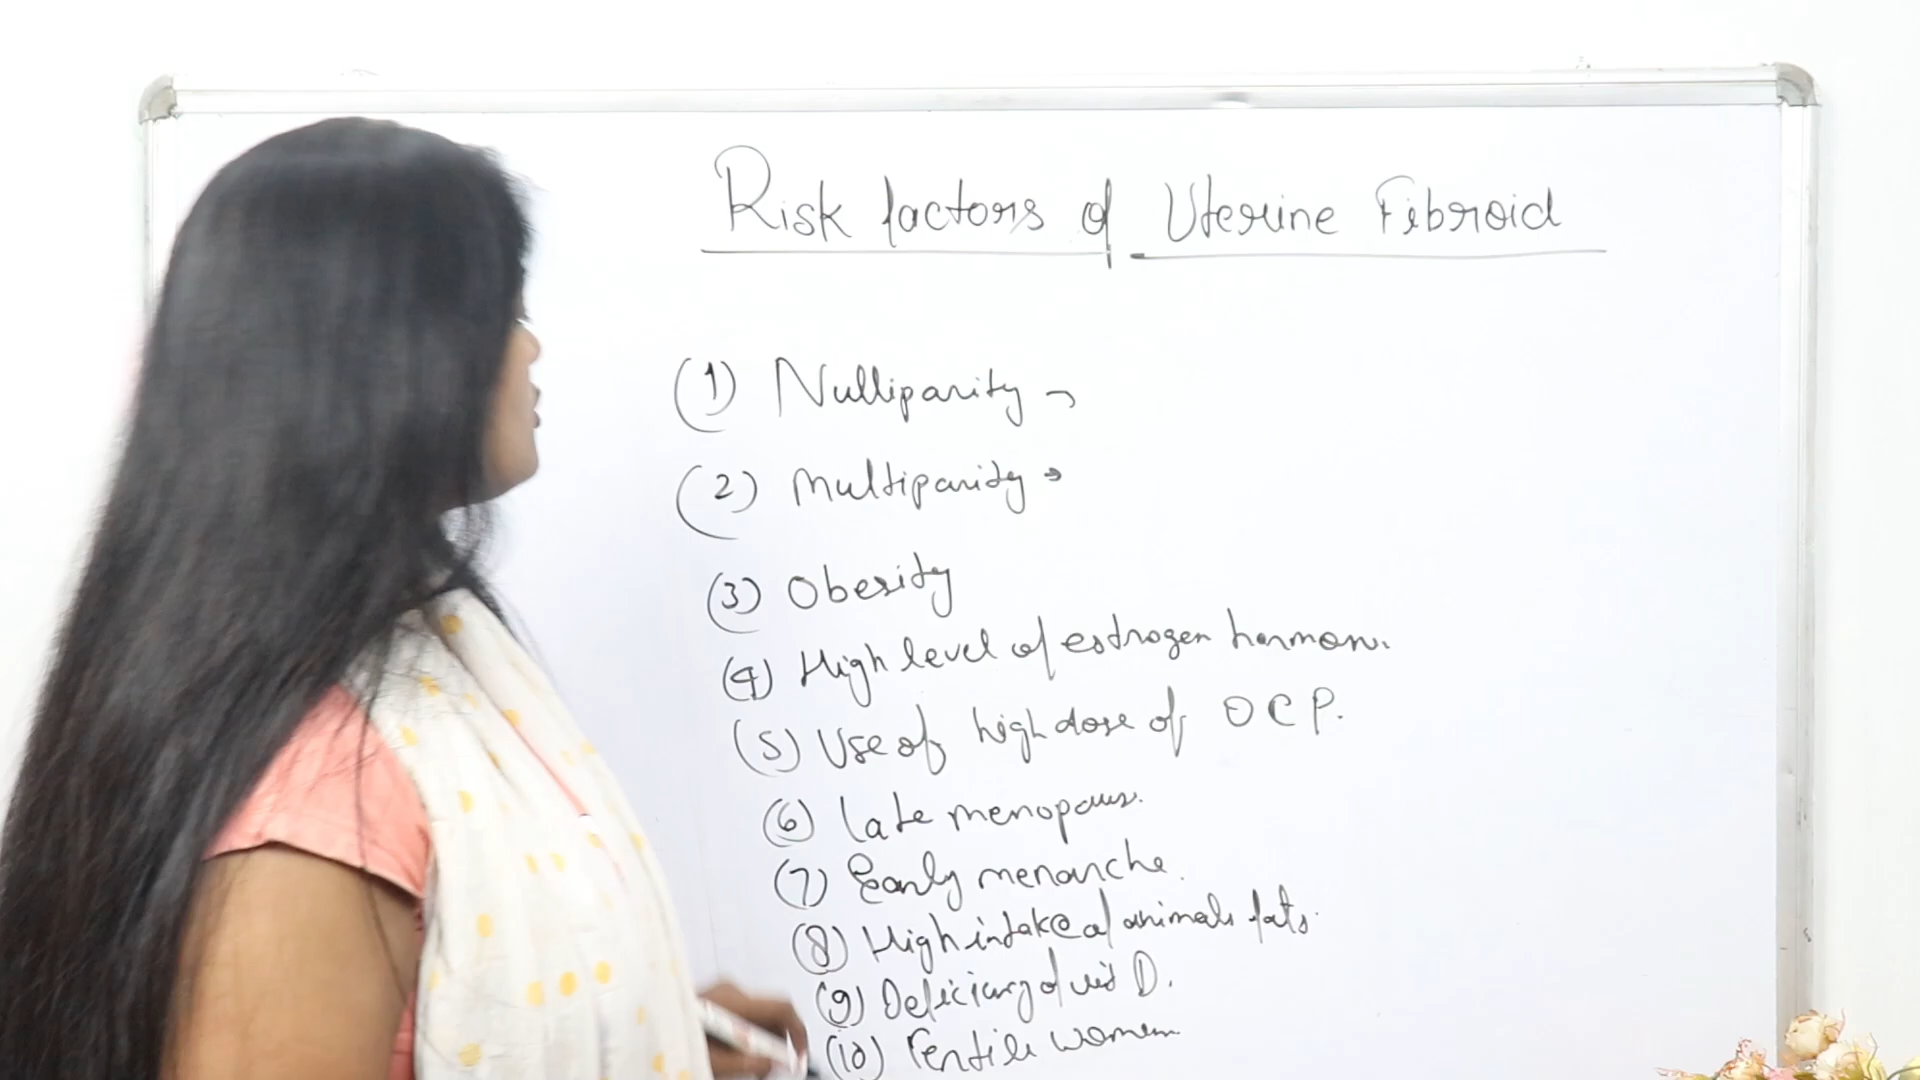 Risk factors of Uterine Fibroid
(1) Nulliparity →
(2) Multiparity →
(3) Obesity
(4) High level of estrogen hormon.
(5) Use of high dose of OCP.
(6) Late menopaus.
(7) Early menarche.
(8) High intake of animals fats.
(9) Deficiency of vit D.
(10) Fertile women